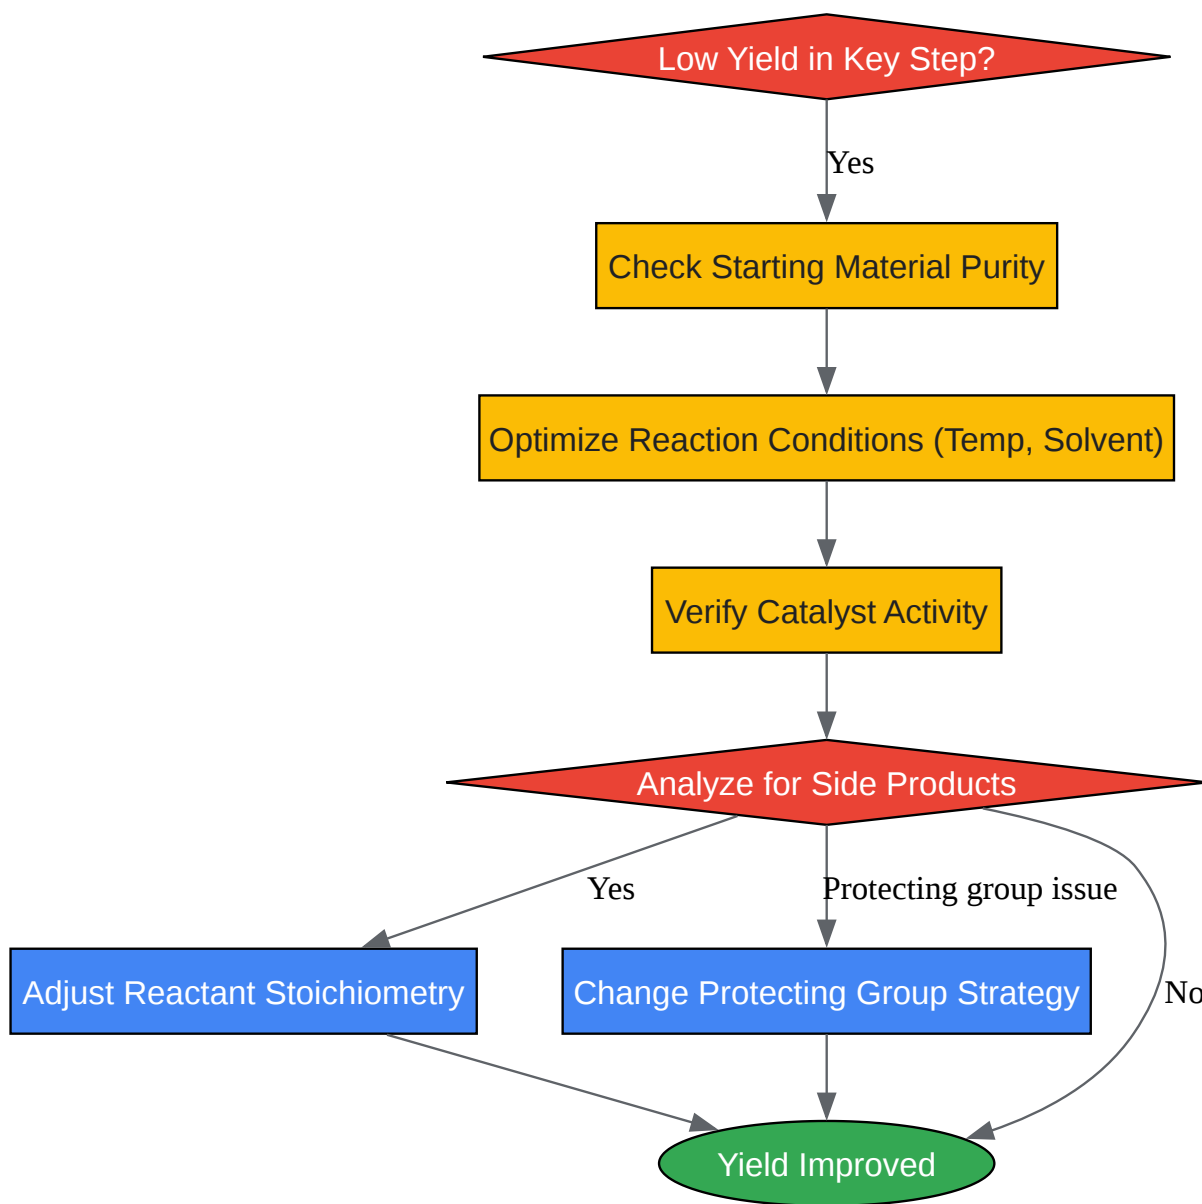 Low Yield in Key Step?
Yes
Check Starting Material Purity
Optimize Reaction Conditions (Temp, Solvent)
Verify Catalyst Activity
Analyze for Side Products
Yes
Protecting group issue
Adjust Reactant Stoichiometry
Change Protecting Group Strategy
No
Yield Improved